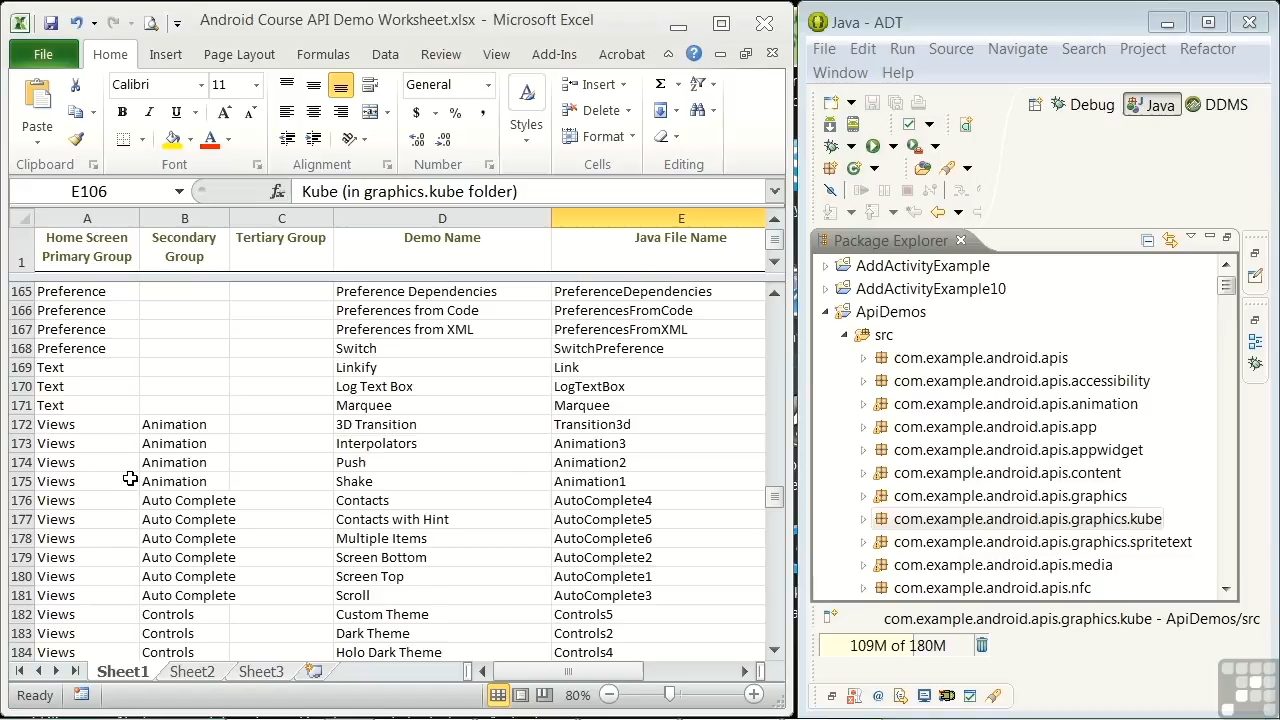 Android Course API Demo Worksheet.xlsx - Microsoft Excel
File Home Insert Page Layout Formulas Data Review View Add-Ins Acrobat
Calibri 11 General
Paste
Clipboard Font Alignment Number
Styles
Insert
Delete
Format
Cells Editing
E106 fx Kube (in graphics.kube folder)
A B C D E
1 Home Screen Primary Group Secondary Group Tertiary Group Demo Name Java File Name
165 Preference Preference Dependencies PreferenceDependencies
166 Preference Preferences from Code PreferencesFromCode
167 Preference Preferences from XML PreferencesFromXML
168 Preference Switch SwitchPreference
169 Text Linkify Link
170 Text Log Text Box LogTextBox
171 Text Marquee Marquee
172 Views Animation 3D Transition Transition3d
173 Views Animation Interpolators Animation3
174 Views Animation Push Animation2
175 Views Animation Shake Animation1
176 Views Auto Complete Contacts AutoComplete4
177 Views Auto Complete Contacts with Hint AutoComplete5
178 Views Auto Complete Multiple Items AutoComplete6
179 Views Auto Complete Screen Bottom AutoComplete2
180 Views Auto Complete Screen Top AutoComplete1
181 Views Auto Complete Scroll AutoComplete3
182 Views Controls Custom Theme Controls5
183 Views Controls Dark Theme Controls2
184 Views Controls Holo Dark Theme Controls4
Sheet1 Sheet2 Sheet3
Ready 80%
Java - ADT
File Edit Run Source Navigate Search Project Refactor
Window Help
Debug Java DDMS
Package Explorer
AddActivityExample
AddActivityExample10
ApiDemos
src
com.example.android.apis
com.example.android.apis.accessibility
com.example.android.apis.animation
com.example.android.apis.app
com.example.android.apis.appwidget
com.example.android.apis.content
com.example.android.apis.graphics
com.example.android.apis.graphics.kube
com.example.android.apis.graphics.spritetext
com.example.android.apis.media
com.example.android.apis.nfc
com.example.android.apis.graphics.kube - ApiDemos/src
109M of 180M